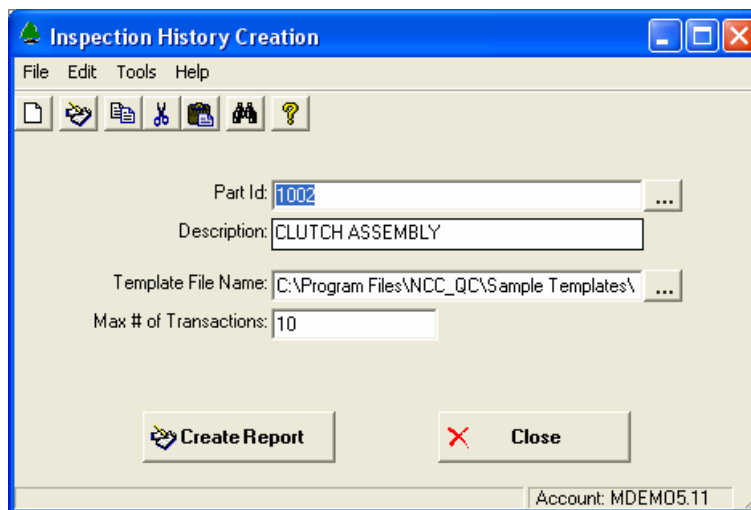 Inspection History Creation
File Edit Tools Help
Part Id: 1002 ...
Description: CLUTCH ASSEMBLY
Template File Name: C:\Program Files\NCC_QC\Sample Templates\ ...
Max # of Transactions: 10
Create Report Close
Account: MDEMO5.11